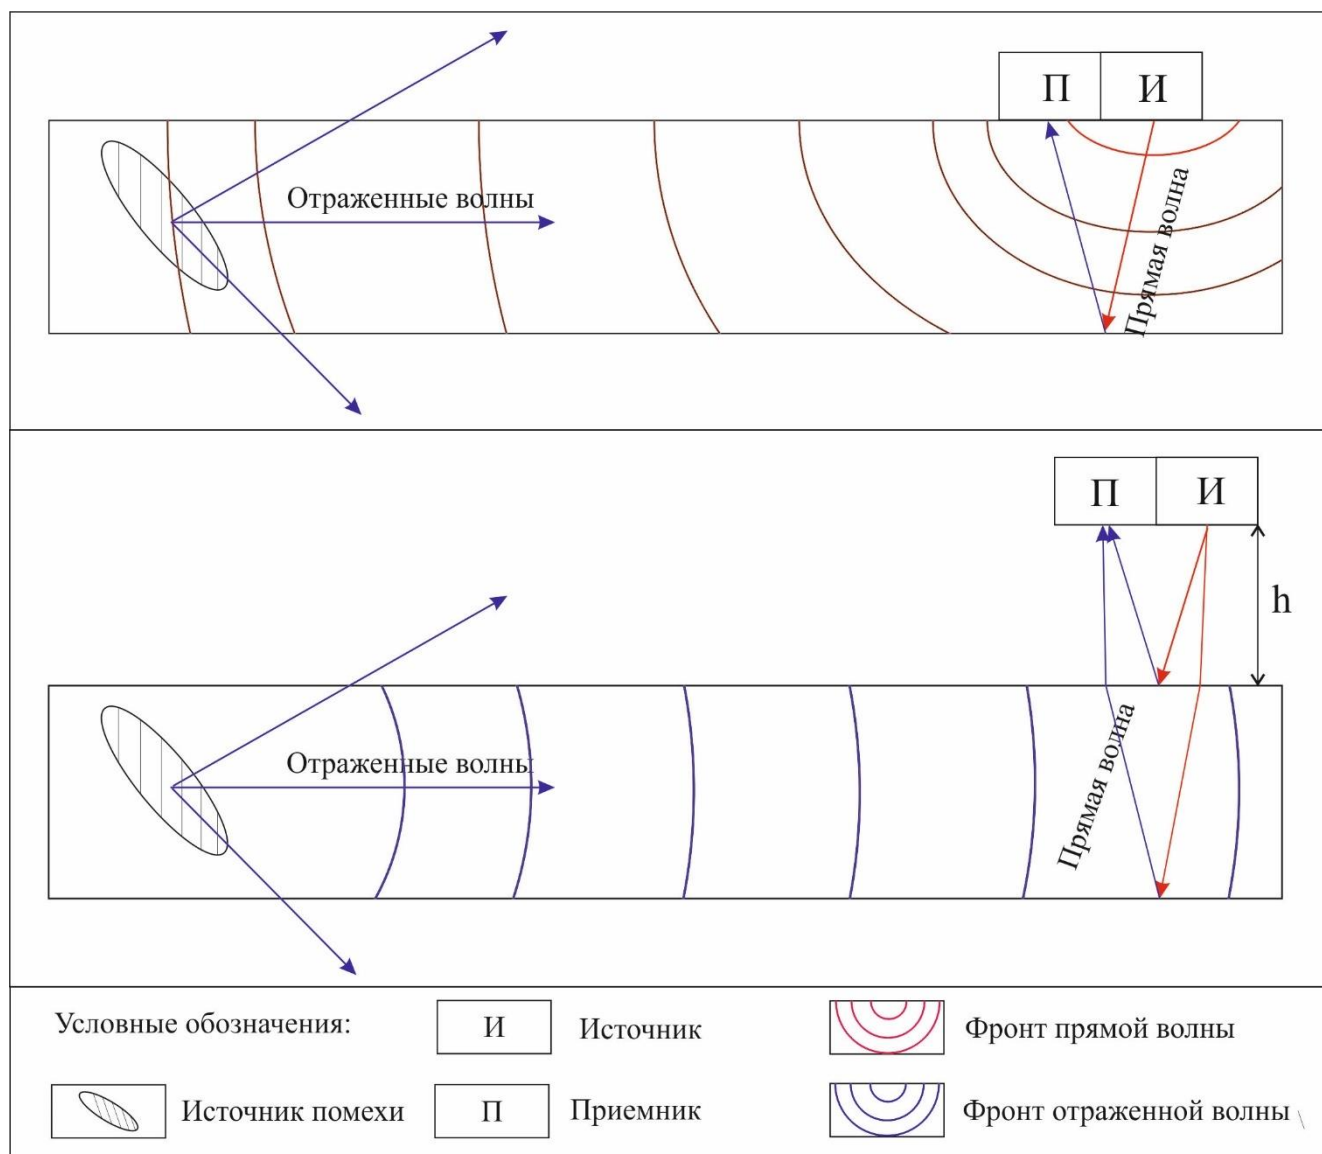 П И
Отраженные волны
Прямая волна
П И
h
Отраженные волны
Прямая волна
Условные обозначения:
И Источник
Фронт прямой волны
Источник помехи
П Приемник
Фронт отраженной волны